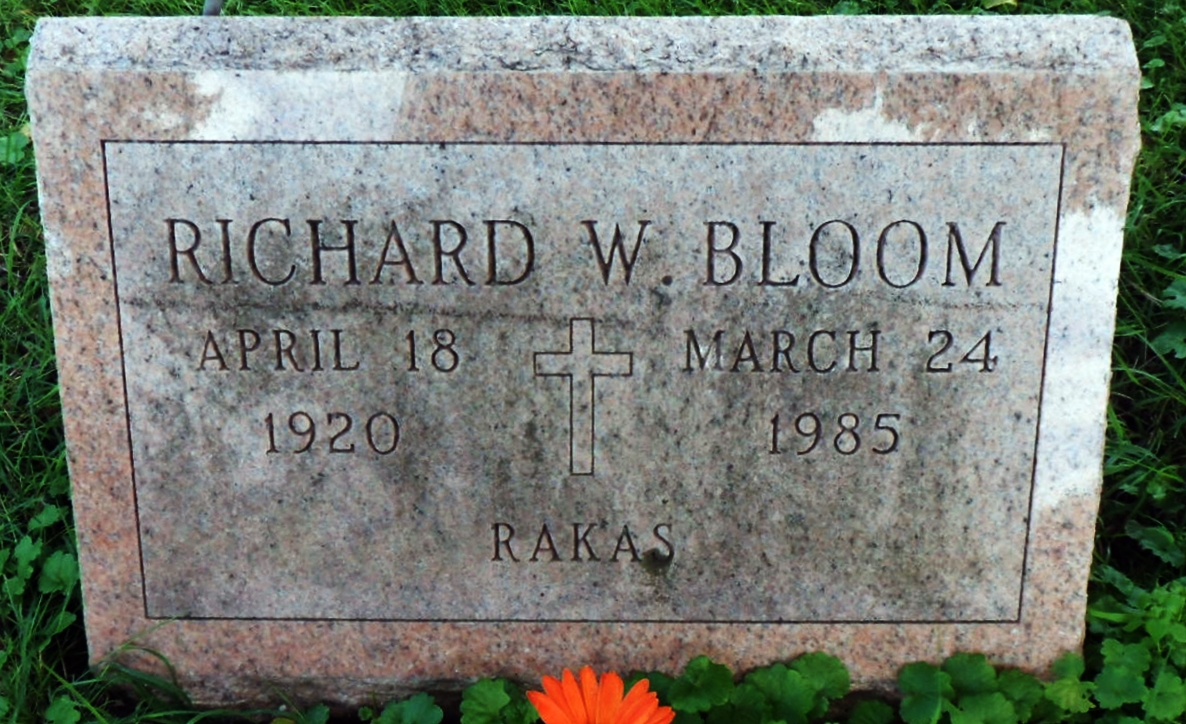 RICHARD W. BLOOM
APRIL 18 MARCH 24
1920 1985
RAKAS